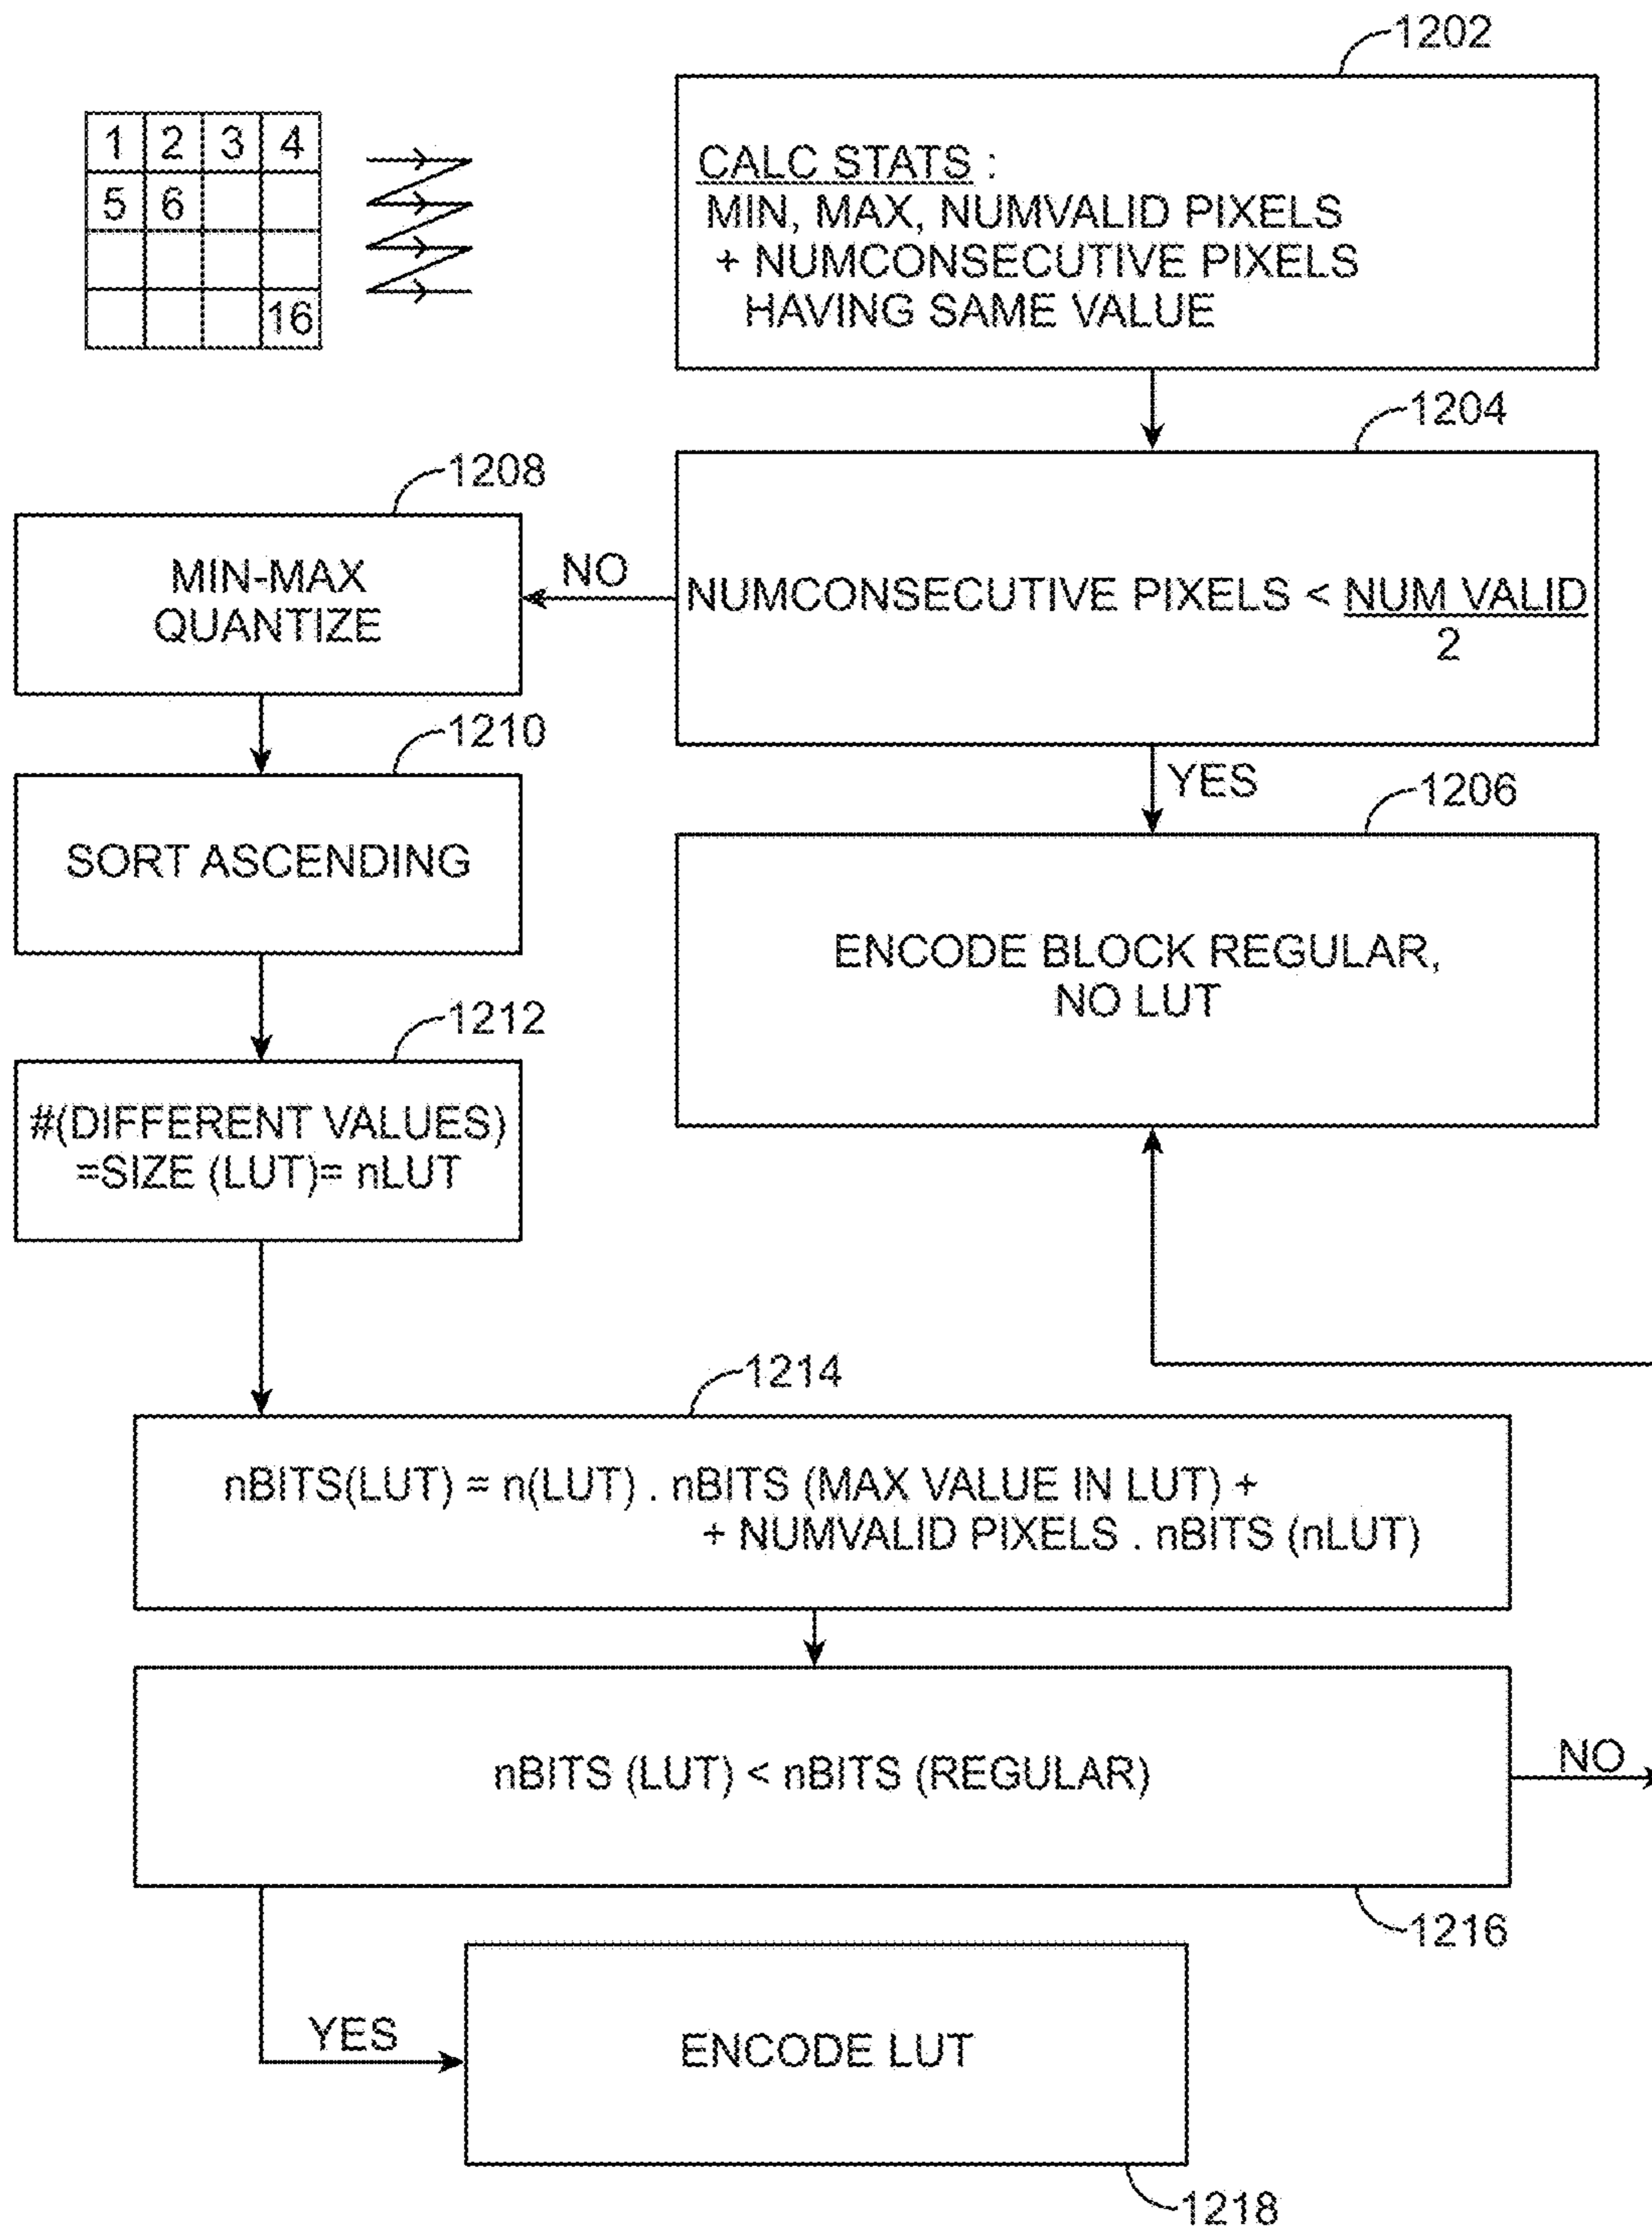 1202
1 2 3 4
5 6
16
CALC STATS :
MIN, MAX, NUMVALID PIXELS
+ NUMCONSECUTIVE PIXELS
HAVING SAME VALUE
1204
NUMCONSECUTIVE PIXELS < NUM VALID
2
NO
1208
MIN-MAX
QUANTIZE
YES
1206
ENCODE BLOCK REGULAR,
NO LUT
1210
SORT ASCENDING
1212
#(DIFFERENT VALUES)
=SIZE (LUT)= nLUT
1214
nBITS(LUT) = n(LUT) . nBITS (MAX VALUE IN LUT) +
+ NUMVALID PIXELS . nBITS (nLUT)
nBITS (LUT) < nBITS (REGULAR)
NO
1216
YES
ENCODE LUT
1218